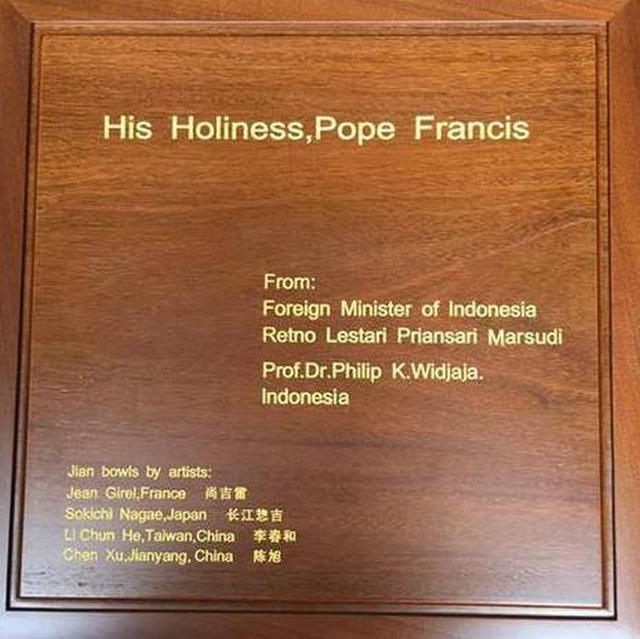 His Holiness,Pope Francis
From:
Foreign Minister of Indonesia
Retno Lestari Priansari Marsudi
Prof.Dr.Philip K.Widjaja.
Indonesia
Jian bowls by artists:
Jean Girel,France 尚吉雷
Sokichi Nagae,Japan 长江惣吉
Li Chun He,Taiwan,China 李春和
Chen Xu,Jianyang, China 陈旭